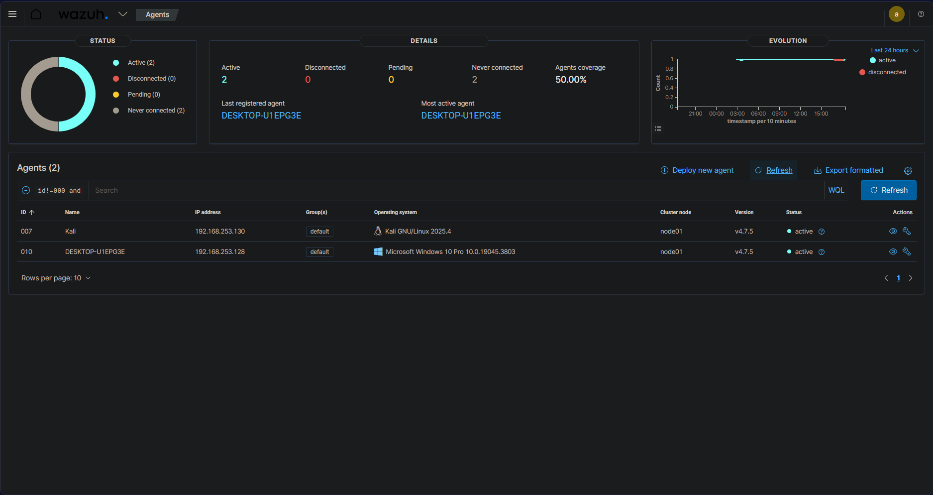 wazuh. Agents a
STATUS
Active (2)
Disconnected (0)
Pending (0)
Never connected (2)
DETAILS
Active Disconnected Pending Never connected Agents coverage
2 0 0 2 50.00%
Last registered agent Most active agent
DESKTOP-U1EPG3E DESKTOP-U1EPG3E
EVOLUTION
Last 24 hours
active
disconnected
Count
1
0.8
0.6
0.4
0.2
0
21:00 00:00 03:00 06:00 09:00 12:00 15:00
timestamp per 10 minutes
Agents (2)
Deploy new agent Refresh Export formatted
id!=000 and Search WQL Refresh
ID Name IP address Group(s) Operating system Cluster node Version Status Actions
007 Kali 192.168.253.130 default Kali GNU/Linux 2025.4 node01 v4.7.5 active
010 DESKTOP-U1EPG3E 192.168.253.128 default Microsoft Windows 10 Pro 10.0.19045.3803 node01 v4.7.5 active
Rows per page: 10 1